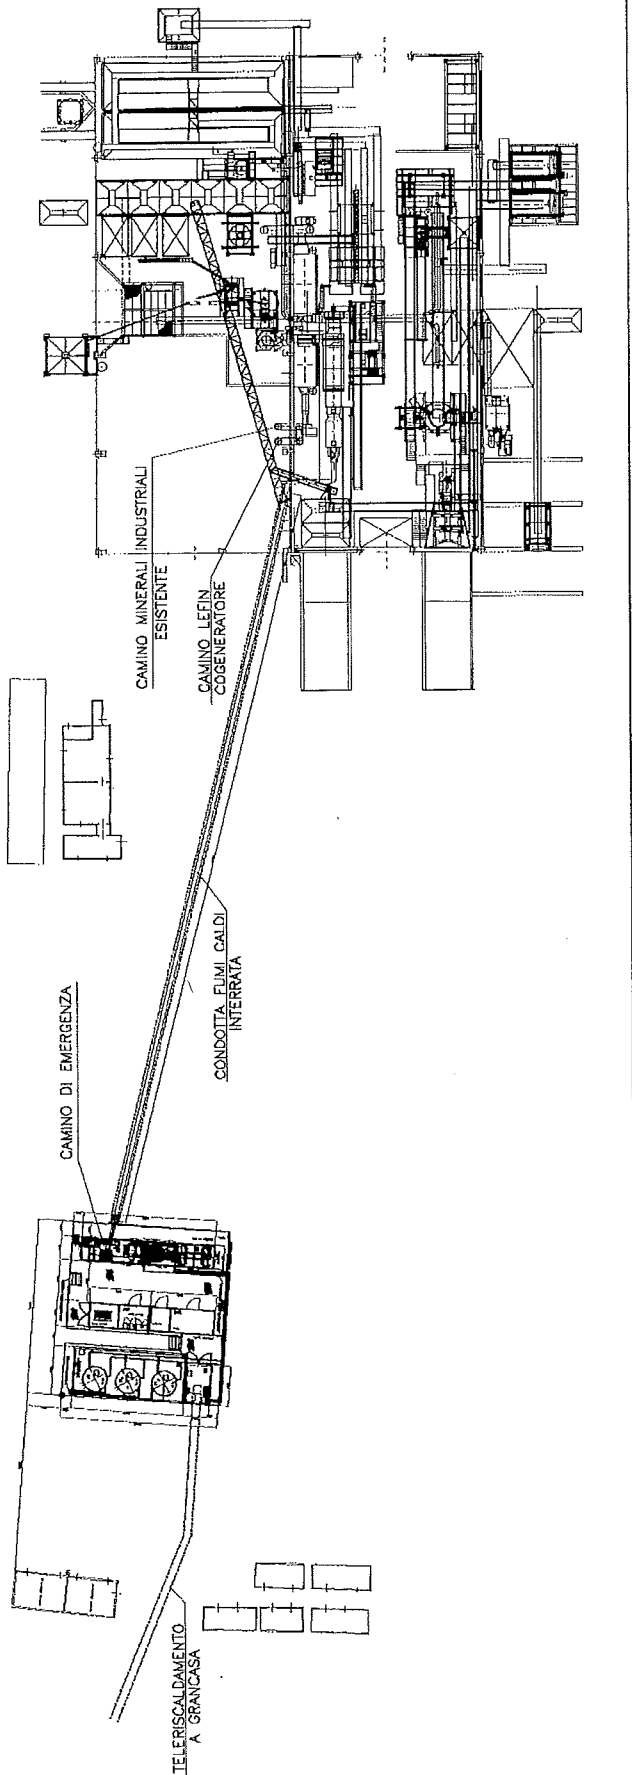 CAMINO MINERALI INDUSTRIALI
ESISTENTE
CAMINO LEFIN
COGENERATORE
CONDOTTA FUMI CALDI
INTERRATA
CAMINO DI EMERGENZA
TELERISCALDAMENTO
A GRANCASA